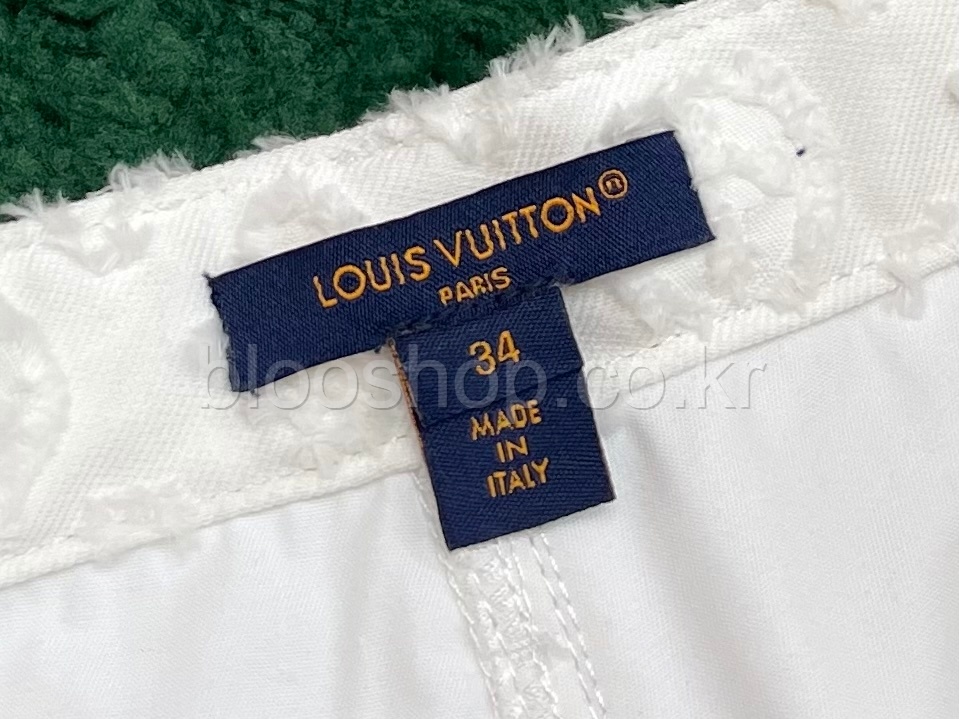 LOUIS VUITTON®
PARIS
34
MADE
IN
ITALY
blooshop.co.kr